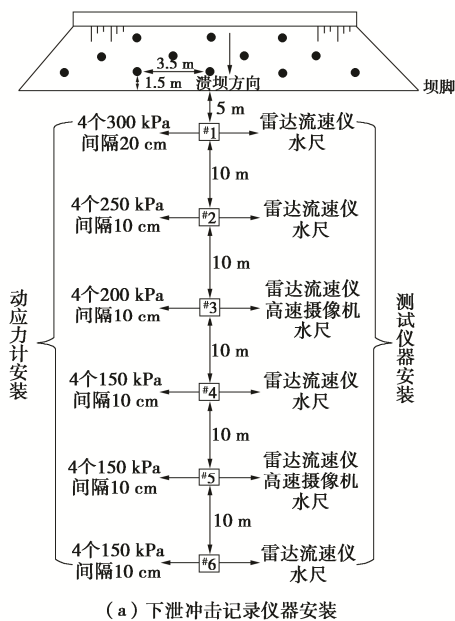 3.5 m
1.5 m
溃坝方向
坝脚
5 m
4个300 kPa
间隔20 cm
#1
雷达流速仪
水尺
10 m
4个250 kPa
间隔10 cm
#2
雷达流速仪
水尺
10 m
4个200 kPa
间隔10 cm
#3
雷达流速仪
高速摄像机
水尺
动应力计安装
测试仪器安装
10 m
4个150 kPa
间隔10 cm
#4
雷达流速仪
水尺
10 m
4个150 kPa
间隔10 cm
#5
雷达流速仪
高速摄像机
水尺
10 m
4个150 kPa
间隔10 cm
#6
雷达流速仪
水尺
（a）下泄冲击记录仪器安装